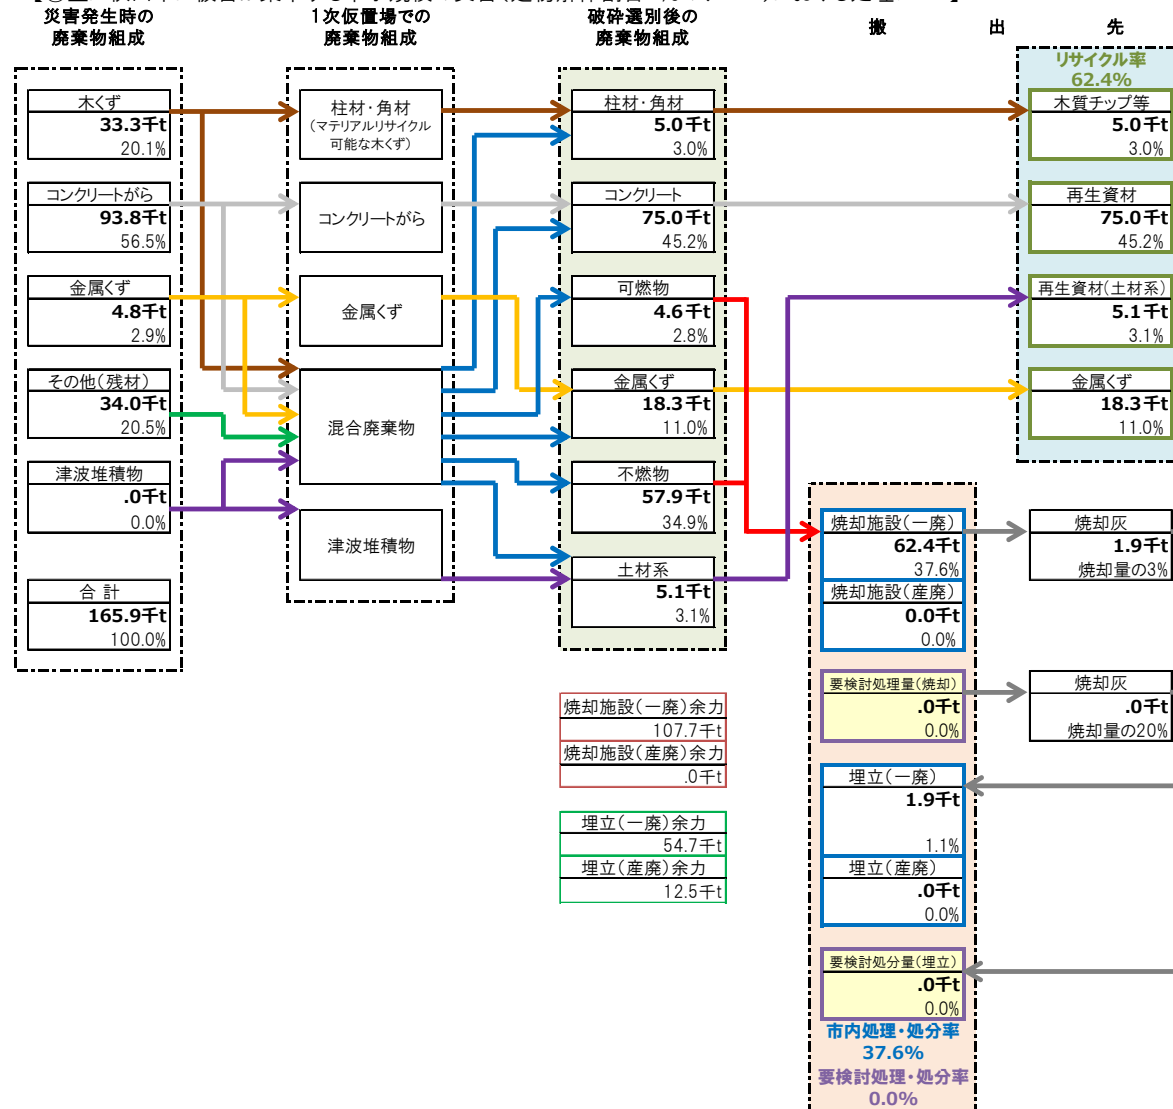 災害発生時の
廃棄物組成
1次仮置場での
廃棄物組成
破砕選別後の
廃棄物組成
搬 出 先
木くず
33.3千t
20.1%
コンクリートがら
93.8千t
56.5%
金属くず
4.8千t
2.9%
その他(残材)
34.0千t
20.5%
津波堆積物
.0千t
0.0%
合 計
165.9千t
100.0%
柱材・角材
(マテリアルリサイクル
可能な木くず)
コンクリートがら
金属くず
混合廃棄物
津波堆積物
柱材・角材
5.0千t
3.0%
コンクリート
75.0千t
45.2%
可燃物
4.6千t
2.8%
金属くず
18.3千t
11.0%
不燃物
57.9千t
34.9%
土材系
5.1千t
3.1%
焼却施設(一廃)余力
107.7千t
焼却施設(産廃)余力
.0千t
埋立(一廃)余力
54.7千t
埋立(産廃)余力
12.5千t
リサイクル率
62.4%
木質チップ等
5.0千t
3.0%
再生資材
75.0千t
45.2%
再生資材(土材系)
5.1千t
3.1%
金属くず
18.3千t
11.0%
焼却施設(一廃)
62.4千t
37.6%
焼却施設(産廃)
0.0千t
0.0%
焼却灰
1.9千t
焼却量の3%
要検討処理量(焼却)
.0千t
0.0%
焼却灰
.0千t
焼却量の20%
埋立(一廃)
1.9千t
1.1%
埋立(産廃)
.0千t
0.0%
要検討処分量(埋立)
.0千t
0.0%
市内処理・処分率
37.6%
要検討処理・処分率
0.0%